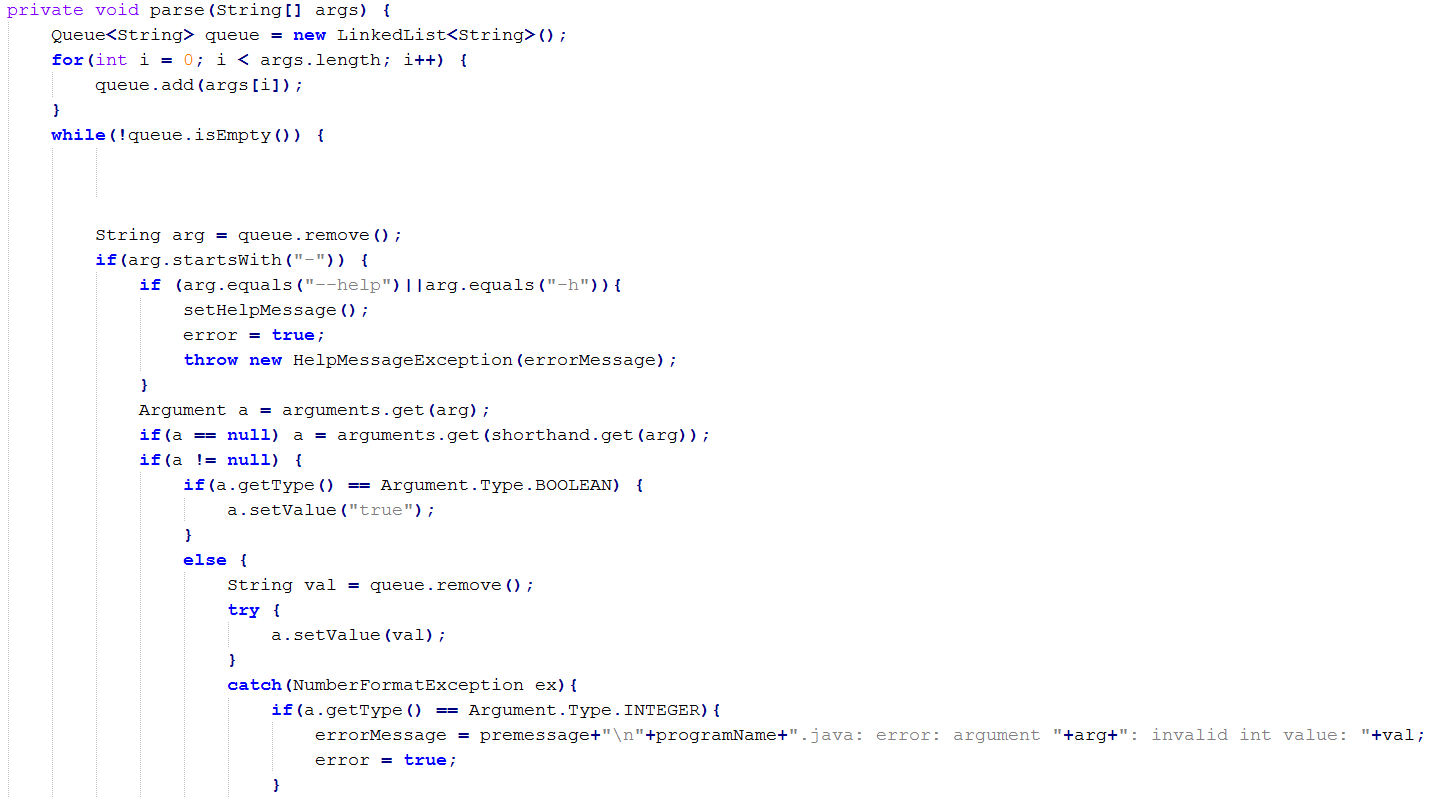 private void parse(String[] args) {
    Queue<String> queue = new LinkedList<String>();
    for(int i = 0; i < args.length; i++) {
        queue.add(args[i]);
    }
    while(!queue.isEmpty()) {
        String arg = queue.remove();
        if(arg.startsWith("-")) {
            if (arg.equals("--help")||arg.equals("-h")){
                setHelpMessage();
                error = true;
                throw new HelpMessageException(errorMessage);
            }
            Argument a = arguments.get(arg);
            if(a == null) a = arguments.get(shorthand.get(arg));
            if(a != null) {
                if(a.getType() == Argument.Type.BOOLEAN) {
                    a.setValue("true");
                }
                else {
                    String val = queue.remove();
                    try {
                        a.setValue(val);
                    }
                    catch(NumberFormatException ex){
                        if(a.getType() == Argument.Type.INTEGER){
                            errorMessage = premessage+"\n"+programName+".java: error: argument "+arg+": invalid int value: "+val;
                            error = true;
                        }